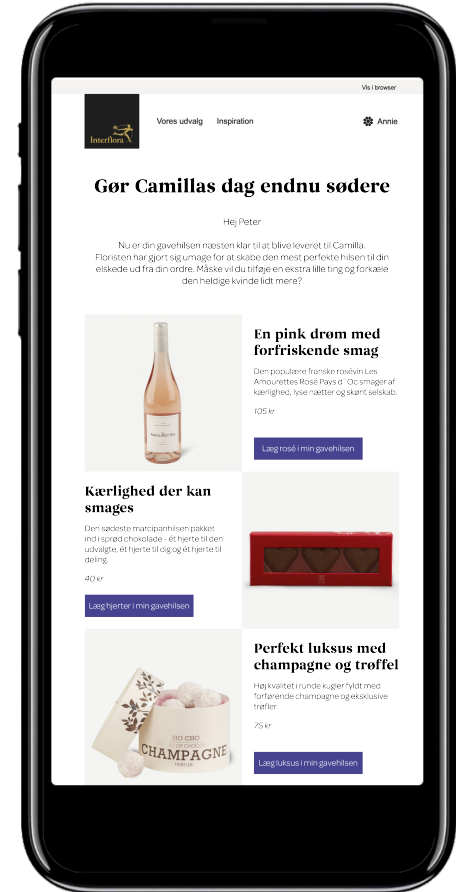 Vis i browser
Interflora
Vores udvalg
Inspiration
Annie
Gør Camillas dag endnu sødere
Hej Peter
Nu er din gavehilsen næsten klar til at blive leveret til Camilla.
Floristen har gjort sig umage for at skabe den mest perfekte hilsen til din
elskede ud fra din ordre. Måske vil du tilføje en ekstra lille ting og forkæle
den heldige kvinde lidt mere?
AMOURETTES
En pink drøm med
forfriskende smag
Den populære franske rosévin Les
Amourettes Rosé Pays d´Oc smager af
kærlighed, lyse nætter og skønt selskab.
105 kr
Læg rosé i min gavehilsen
Kærlighed der kan
smages
Den sødeste marcipanhilsen pakket
ind i sprød chokolade - ét hjerte til den
udvalgte, ét hjerte til dig og ét hjerte til
deling.
40 kr
Læg hjerter i min gavehilsen
CHO CHO
CHAMPAGNE
TRØFLER
Perfekt luksus med
champagne og trøffel
Høj kvalitet i runde kugler fyldt med
forførende champagne og eksklusive
trøfler.
75 kr
Læg luksus i min gavehilsen